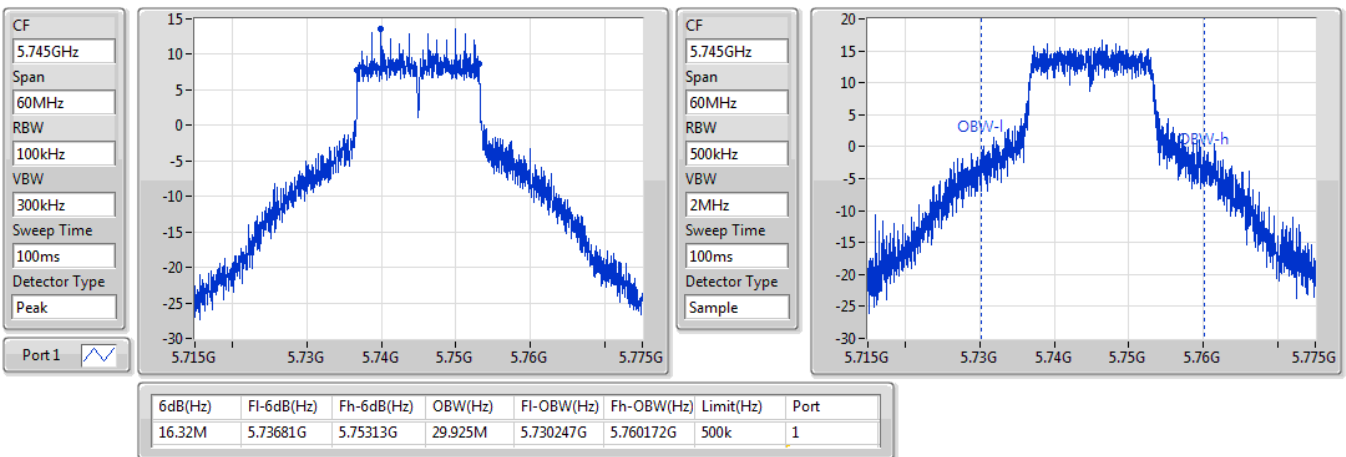 CF
5.745GHz
Span
60MHz
RBW
100kHz
VBW
300kHz
Sweep Time
100ms
Detector Type
Peak
Port 1
15
10
5
0
-5
-10
-15
-20
-25
-30
5.715G 5.73G 5.74G 5.75G 5.76G 5.775G
CF
5.745GHz
Span
60MHz
RBW
500kHz
VBW
2MHz
Sweep Time
100ms
Detector Type
Sample
20
15
10
5
0
-5
-10
-15
-20
-25
-30
OBW-l
OBW-h
5.715G 5.73G 5.74G 5.75G 5.76G 5.775G
6dB(Hz) Fl-6dB(Hz) Fh-6dB(Hz) OBW(Hz) Fl-OBW(Hz) Fh-OBW(Hz) Limit(Hz) Port
16.32M 5.73681G 5.75313G 29.925M 5.730247G 5.760172G 500k 1